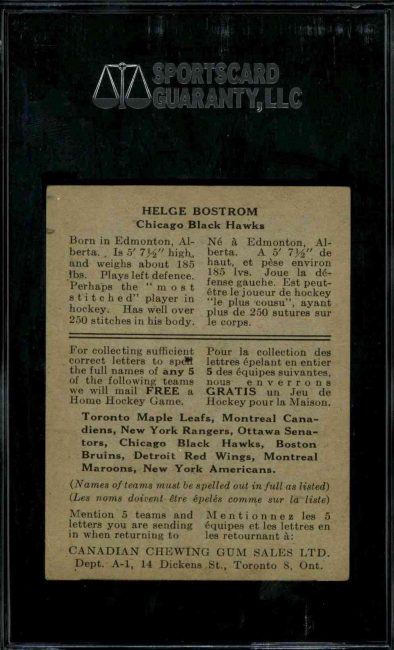 SPORTSCARD
GUARANTY, LLC
HELGE BOSTROM
Chicago Black Hawks
Born in Edmonton, Al-
berta. Is 5' 7½" high,
and weighs about 185
lbs. Plays left defence.
Perhaps the "most
stitched" player in
hockey. Has well over
250 stitches in his body.
Né à Edmonton, Al-
berta. A 5' 7½" de
haut, et pèse environ
185 lvs. Joue la dé-
fense gauche. Est peut-
être le joueur de hockey
"le plus cousu", ayant
plus de 250 sutures sur
le corps.
For collecting sufficient
correct letters to spell
the full names of any 5
of the following teams
we will mail FREE a
Home Hockey Game.
Pour la collection des
lettres épelant en entier
5 des équipes suivantes,
nous enverrons
GRATIS un Jeu de
Hockey pour la Maison.
Toronto Maple Leafs, Montreal Cana-
diens, New York Rangers, Ottawa Sena-
tors, Chicago Black Hawks, Boston
Bruins, Detroit Red Wings, Montreal
Maroons, New York Americans.
(Names of teams must be spelled out in full as listed)
(Les noms doivent être épelés comme sur la liste)
Mention 5 teams and
letters you are sending
in when returning to
Mentionnez les 5
équipes et les lettres en
les retournant à:
CANADIAN CHEWING GUM SALES LTD.
Dept. A-1, 14 Dickens St., Toronto 8, Ont.